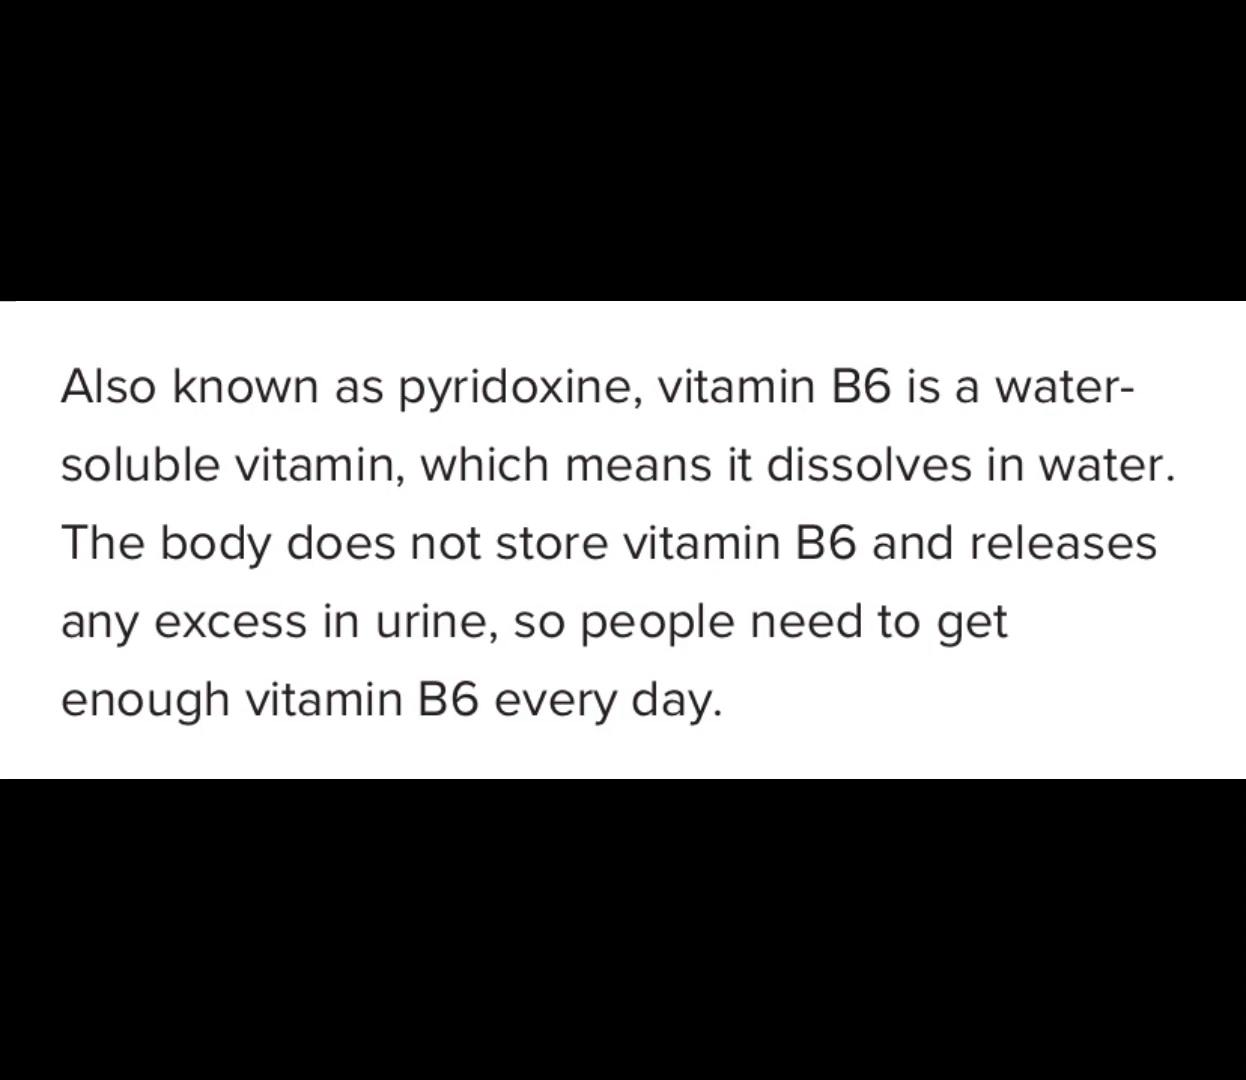 Also known as pyridoxine, vitamin B6 is a water-
soluble vitamin, which means it dissolves in water.
The body does not store vitamin B6 and releases
any excess in urine, so people need to get
enough vitamin B6 every day.